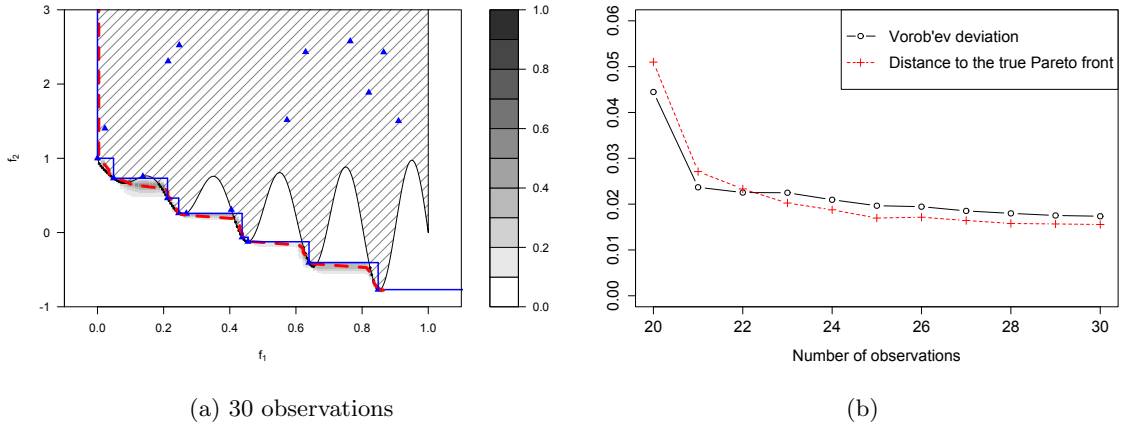 3
2
1
0
-1
f2
0.0 0.2 0.4 0.6 0.8 1.0
f1
1.0
0.8
0.6
0.4
0.2
0.0
(a) 30 observations
0.06
0.05
0.04
0.03
0.02
0.01
0.00
Vorob'ev deviation
Distance to the true Pareto front
20 22 24 26 28 30
Number of observations
(b)